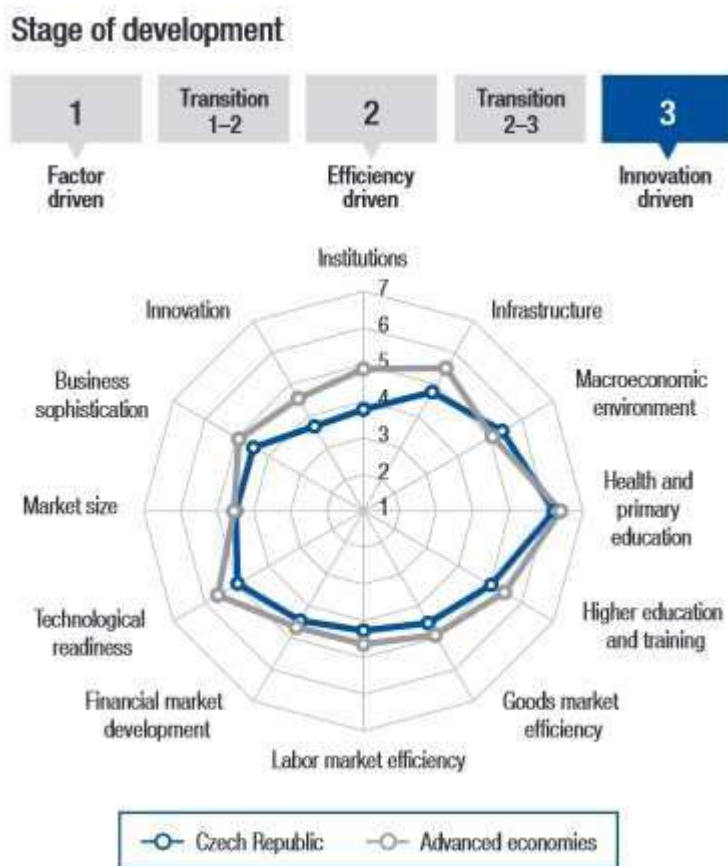 Stage of development
1
Transition
1–2
2
Transition
2–3
3
Factor
driven
Efficiency
driven
Innovation
driven
Institutions
7
6
5
4
3
2
1
Innovation
Infrastructure
Business
sophistication
Macroeconomic
environment
Market size
Health and
primary
education
Technological
readiness
Higher education
and training
Financial market
development
Goods market
efficiency
Labor market efficiency
Czech Republic
Advanced economies